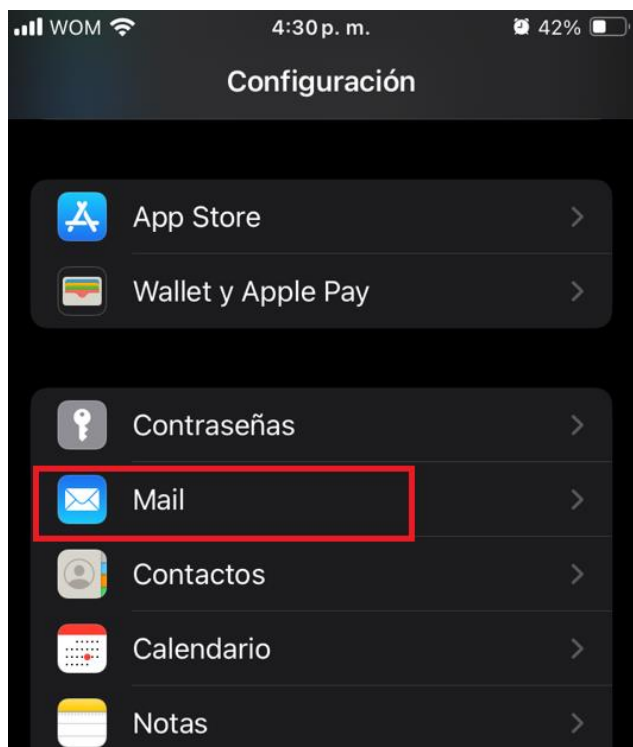 WOM 4:30 p. m. 42%
Configuración
App Store
Wallet y Apple Pay
Contraseñas
Mail
Contactos
Calendario
Notas